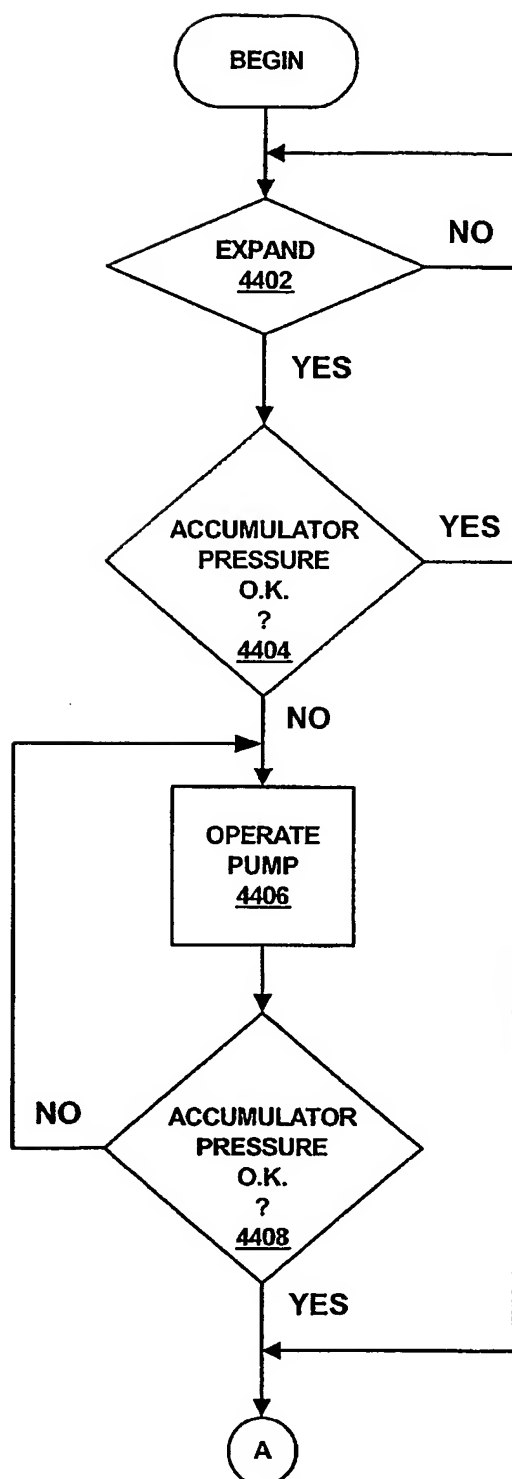 BEGIN
EXPAND
4402
NO
YES
ACCUMULATOR
PRESSURE
O.K.
?
4404
YES
NO
OPERATE
PUMP
4406
ACCUMULATOR
PRESSURE
O.K.
?
4408
NO
YES
A